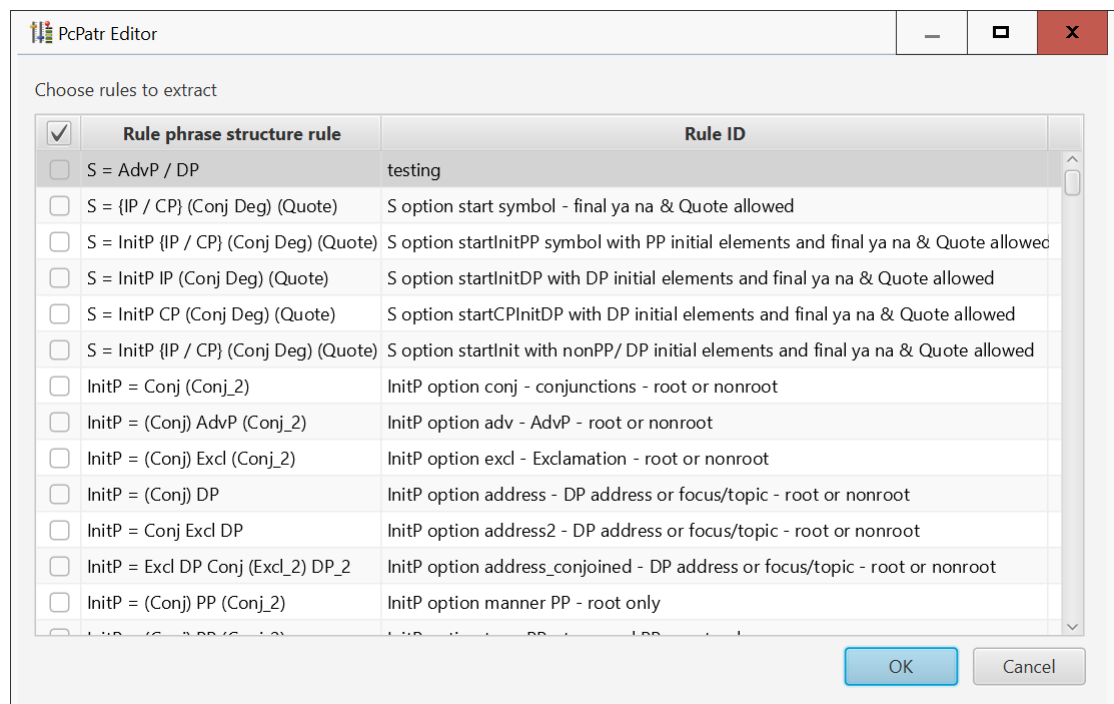 PcPatr Editor
Choose rules to extract
Rule phrase structure rule Rule ID
S = AdvP / DP testing
S = {IP / CP} (Conj Deg) (Quote) S option start symbol - final ya na & Quote allowed
S = InitP {IP / CP} (Conj Deg) (Quote) S option startInitPP symbol with PP initial elements and final ya na & Quote allowed
S = InitP IP (Conj Deg) (Quote) S option startInitDP with DP initial elements and final ya na & Quote allowed
S = InitP CP (Conj Deg) (Quote) S option startCPInitDP with DP initial elements and final ya na & Quote allowed
S = InitP {IP / CP} (Conj Deg) (Quote) S option startInit with nonPP/ DP initial elements and final ya na & Quote allowed
InitP = Conj (Conj_2) InitP option conj - conjunctions - root or nonroot
InitP = (Conj) AdvP (Conj_2) InitP option adv - AdvP - root or nonroot
InitP = (Conj) Excl (Conj_2) InitP option excl - Exclamation - root or nonroot
InitP = (Conj) DP InitP option address - DP address or focus/topic - root or nonroot
InitP = Conj Excl DP InitP option address2 - DP address or focus/topic - root or nonroot
InitP = Excl DP Conj (Excl_2) DP_2 InitP option address_conjoined - DP address or focus/topic - root or nonroot
InitP = (Conj) PP (Conj_2) InitP option manner PP - root only
OK Cancel